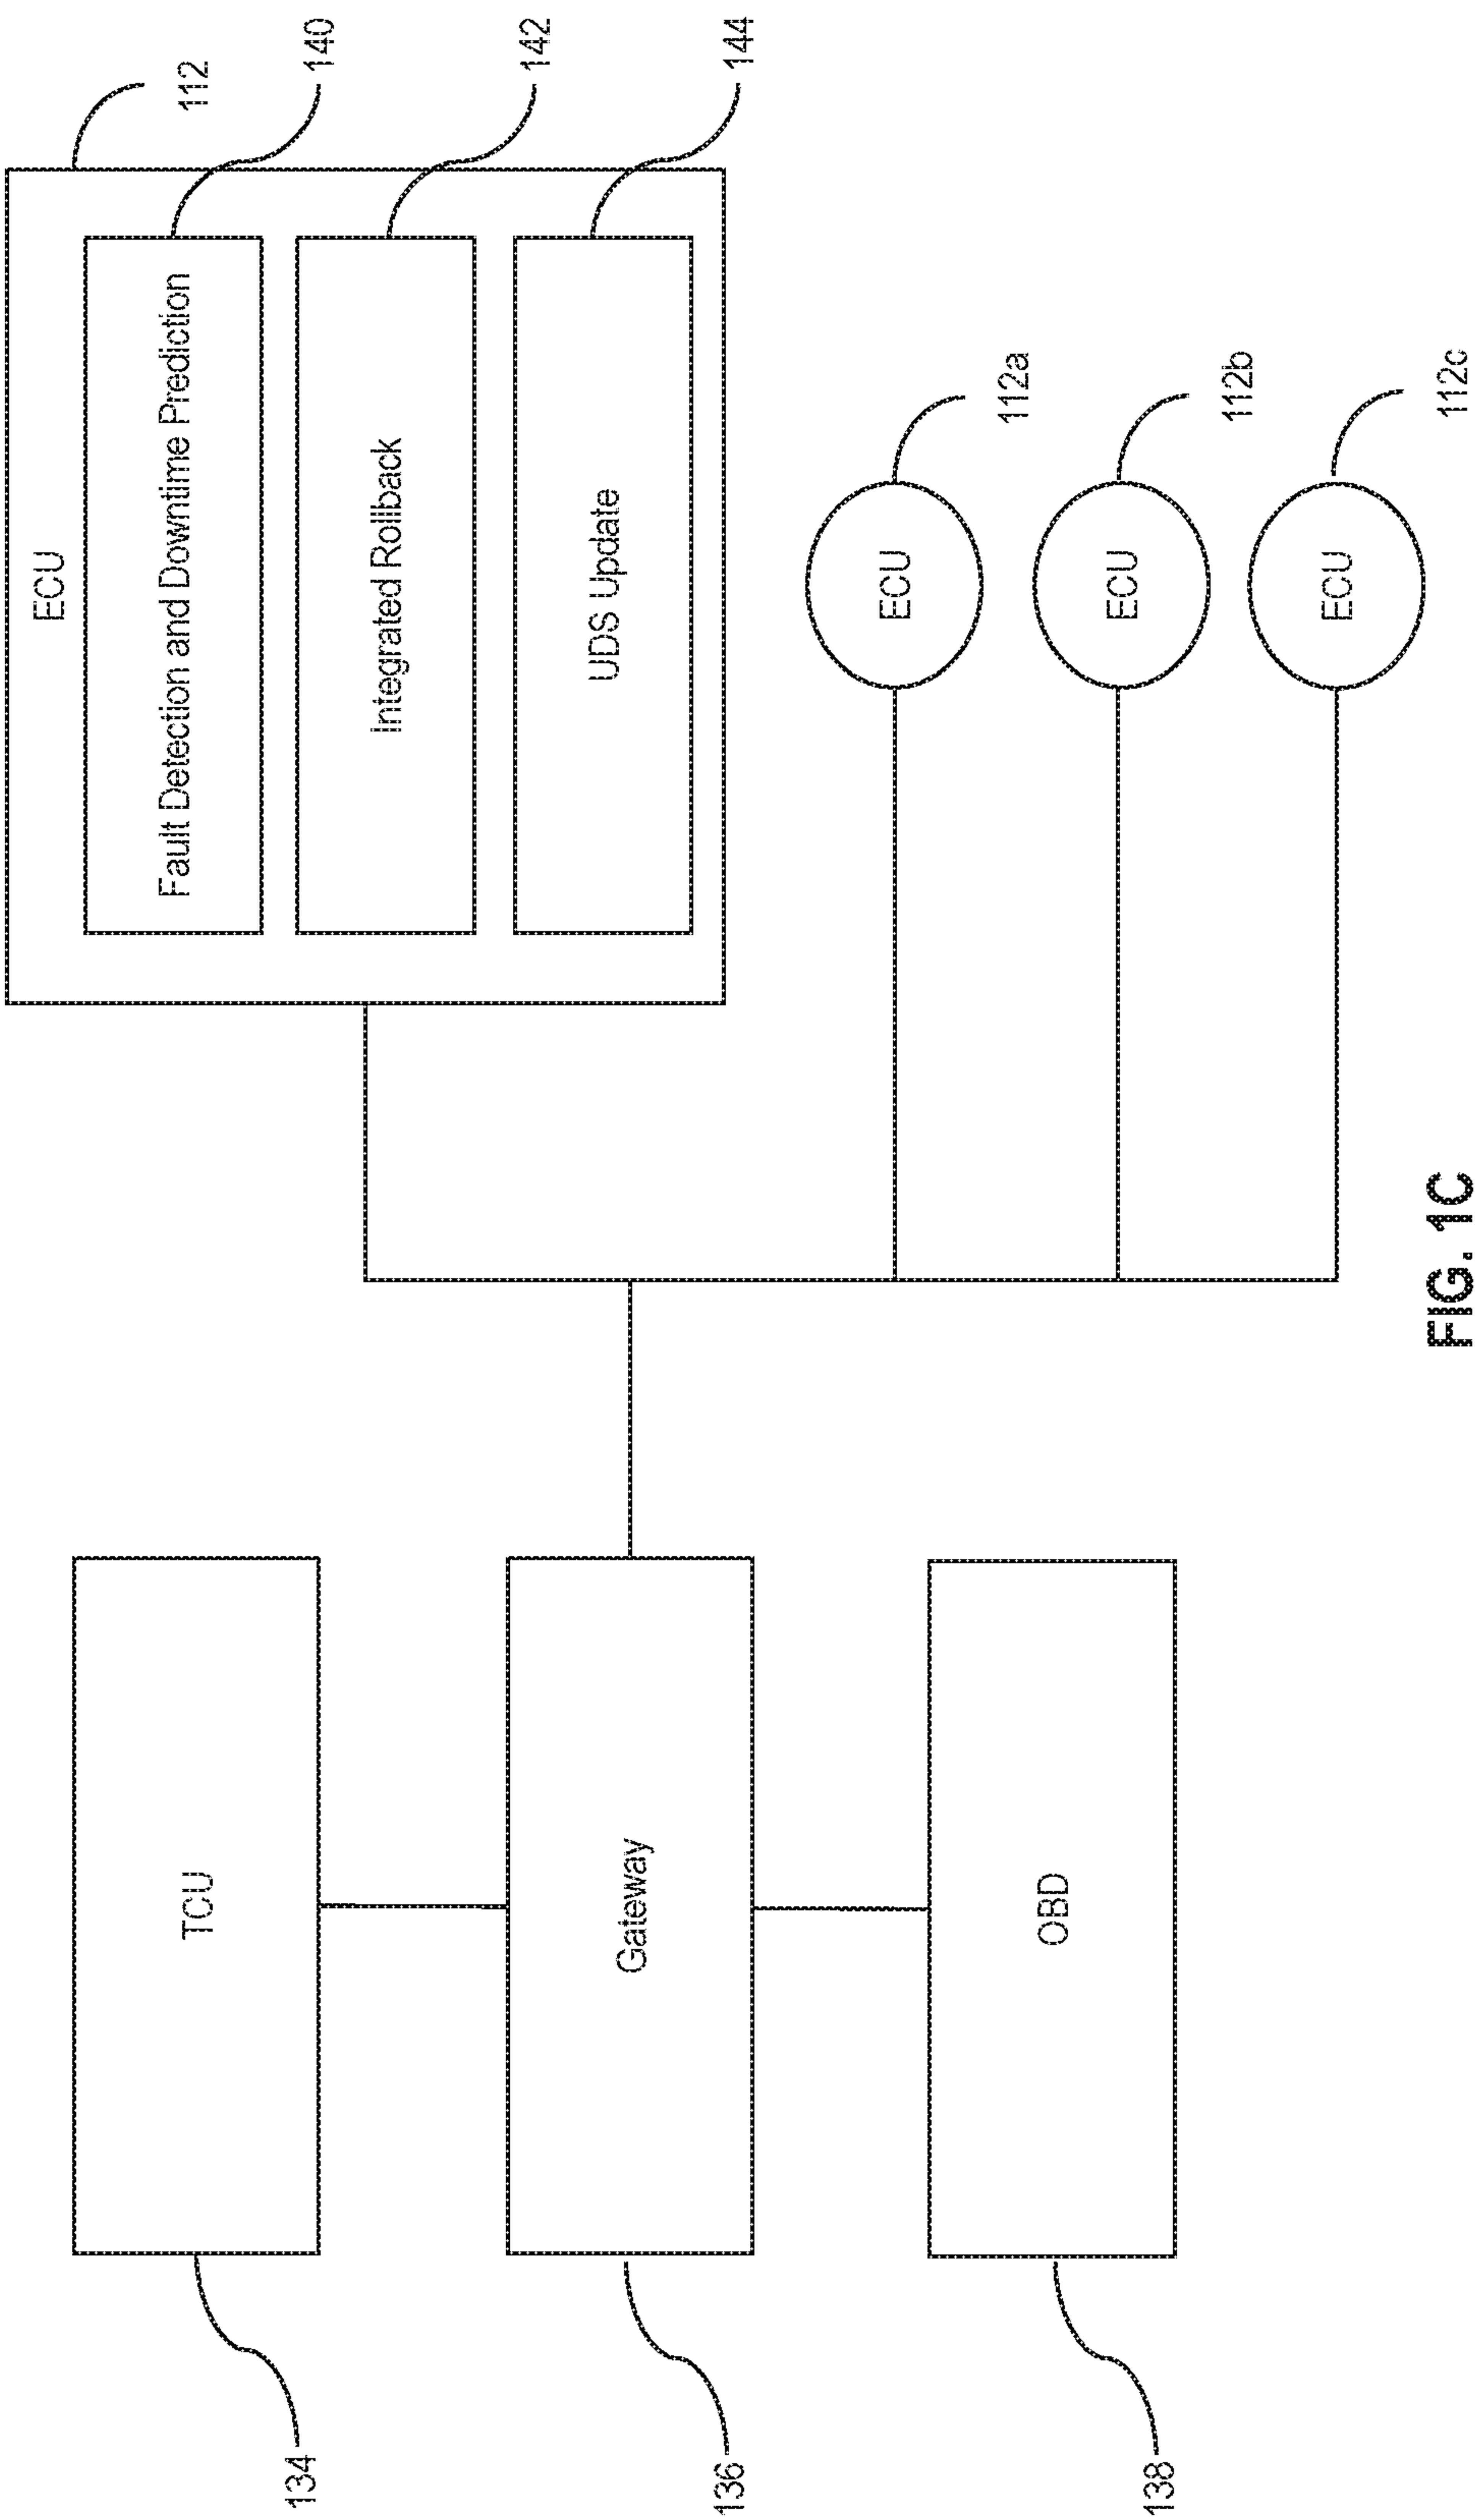 134
TCU
136
Gateway
138
OBD
ECU
112
Fault Detection and Downtime Prediction
140
Integrated Rollback
142
UDS Update
144
ECU
112a
ECU
112b
ECU
112c
FIG. 1C